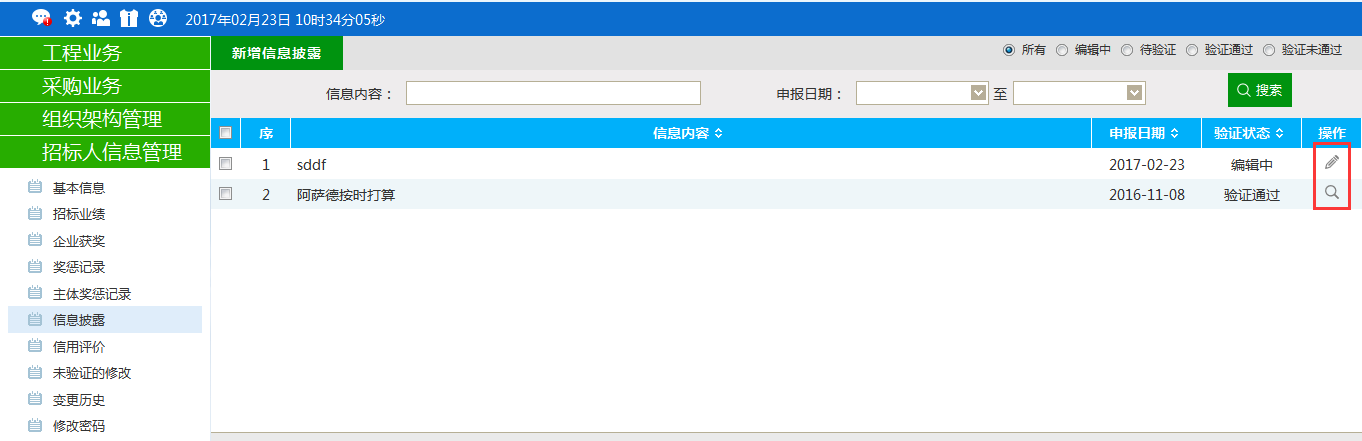 2017年02月23日 10时34分05秒
工程业务
采购业务
组织架构管理
招标人信息管理
基本信息
招标业绩
企业获奖
奖惩记录
主体奖惩记录
信息披露
信用评价
未验证的修改
变更历史
修改密码
新增信息披露
所有 编辑中 待验证 验证通过 验证未通过
信息内容： 申报日期： 至 搜索
序 信息内容 申报日期 验证状态 操作
1 sddf 2017-02-23 编辑中
2 阿萨德按时打算 2016-11-08 验证通过